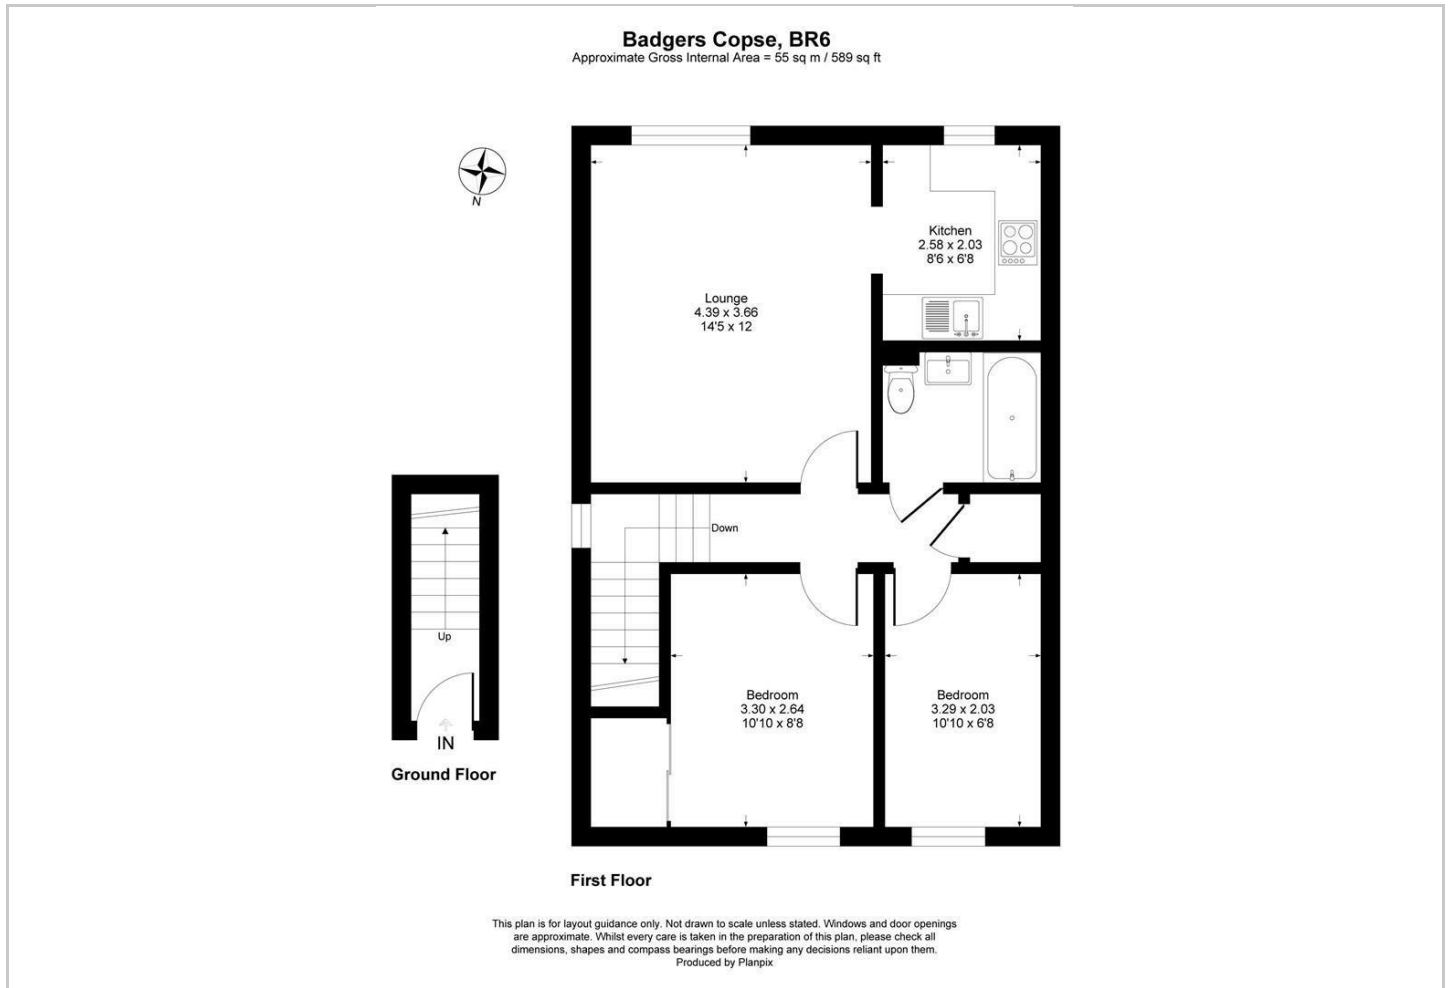 Badgers Copse, BR6
Approximate Gross Internal Area = 55 sq m / 589 sq ft
N
Kitchen
2.58 x 2.03
8'6 x 6'8
Lounge
4.39 x 3.66
14'5 x 12
Down
Up
IN
Ground Floor
Bedroom
3.30 x 2.64
10'10 x 8'8
Bedroom
3.29 x 2.03
10'10 x 6'8
First Floor
This plan is for layout guidance only. Not drawn to scale unless stated. Windows and door openings
are approximate. Whilst every care is taken in the preparation of this plan, please check all
dimensions, shapes and compass bearings before making any decisions reliant upon them.
Produced by Planpix